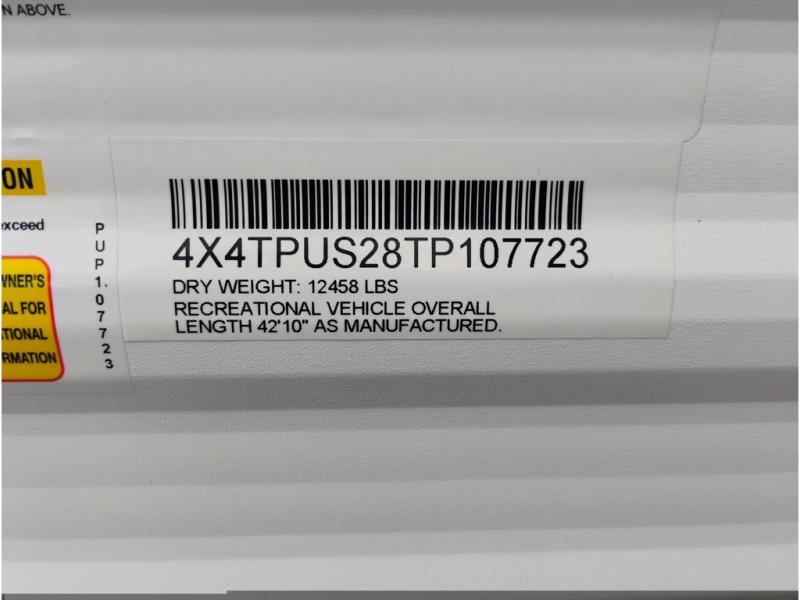 N ABOVE.
ON
exceed
WNER'S
AL FOR
TIONAL
RMATION
PUP107723
4X4TPUS28TP107723
DRY WEIGHT: 12458 LBS
RECREATIONAL VEHICLE OVERALL
LENGTH 42'10" AS MANUFACTURED.